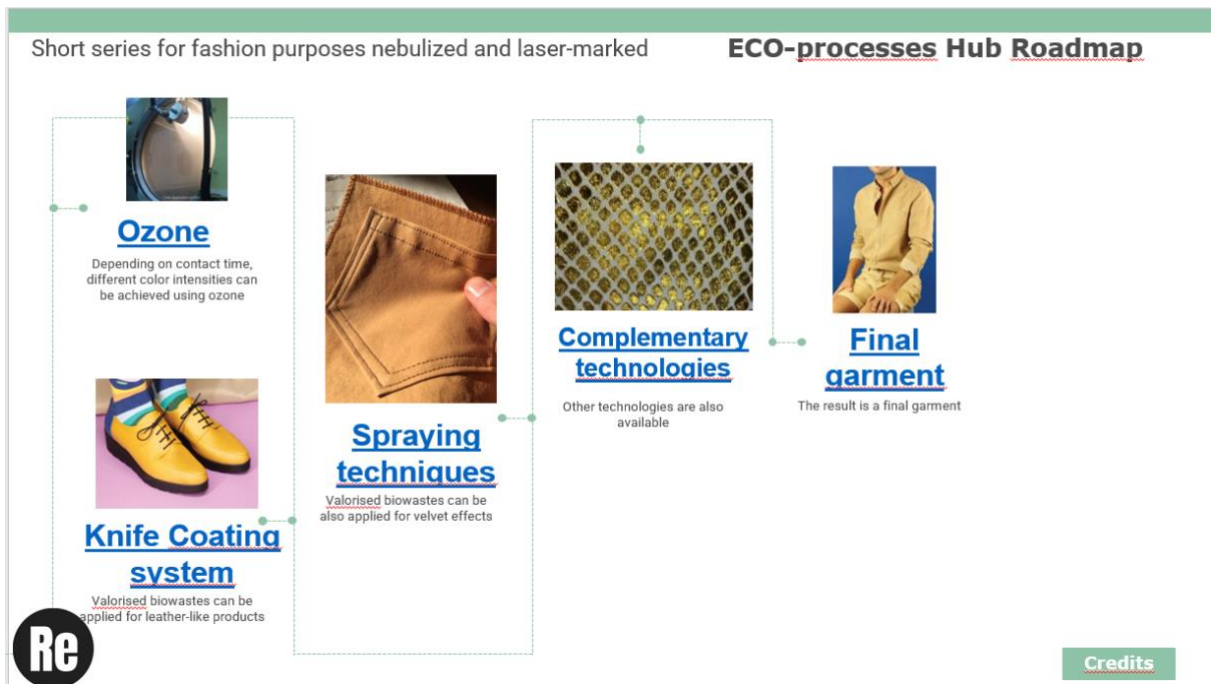 Short series for fashion purposes nebulized and laser-marked
ECO-processes Hub Roadmap
Ozone
Depending on contact time,
different color intensities can
be achieved using ozone
Knife Coating
system
Valorised biowastes can be
applied for leather-like products
Spraying
techniques
Valorised biowastes can be
also applied for velvet effects
Complementary
technologies
Other technologies are also
available
Final
garment
The result is a final garment
Re
Credits